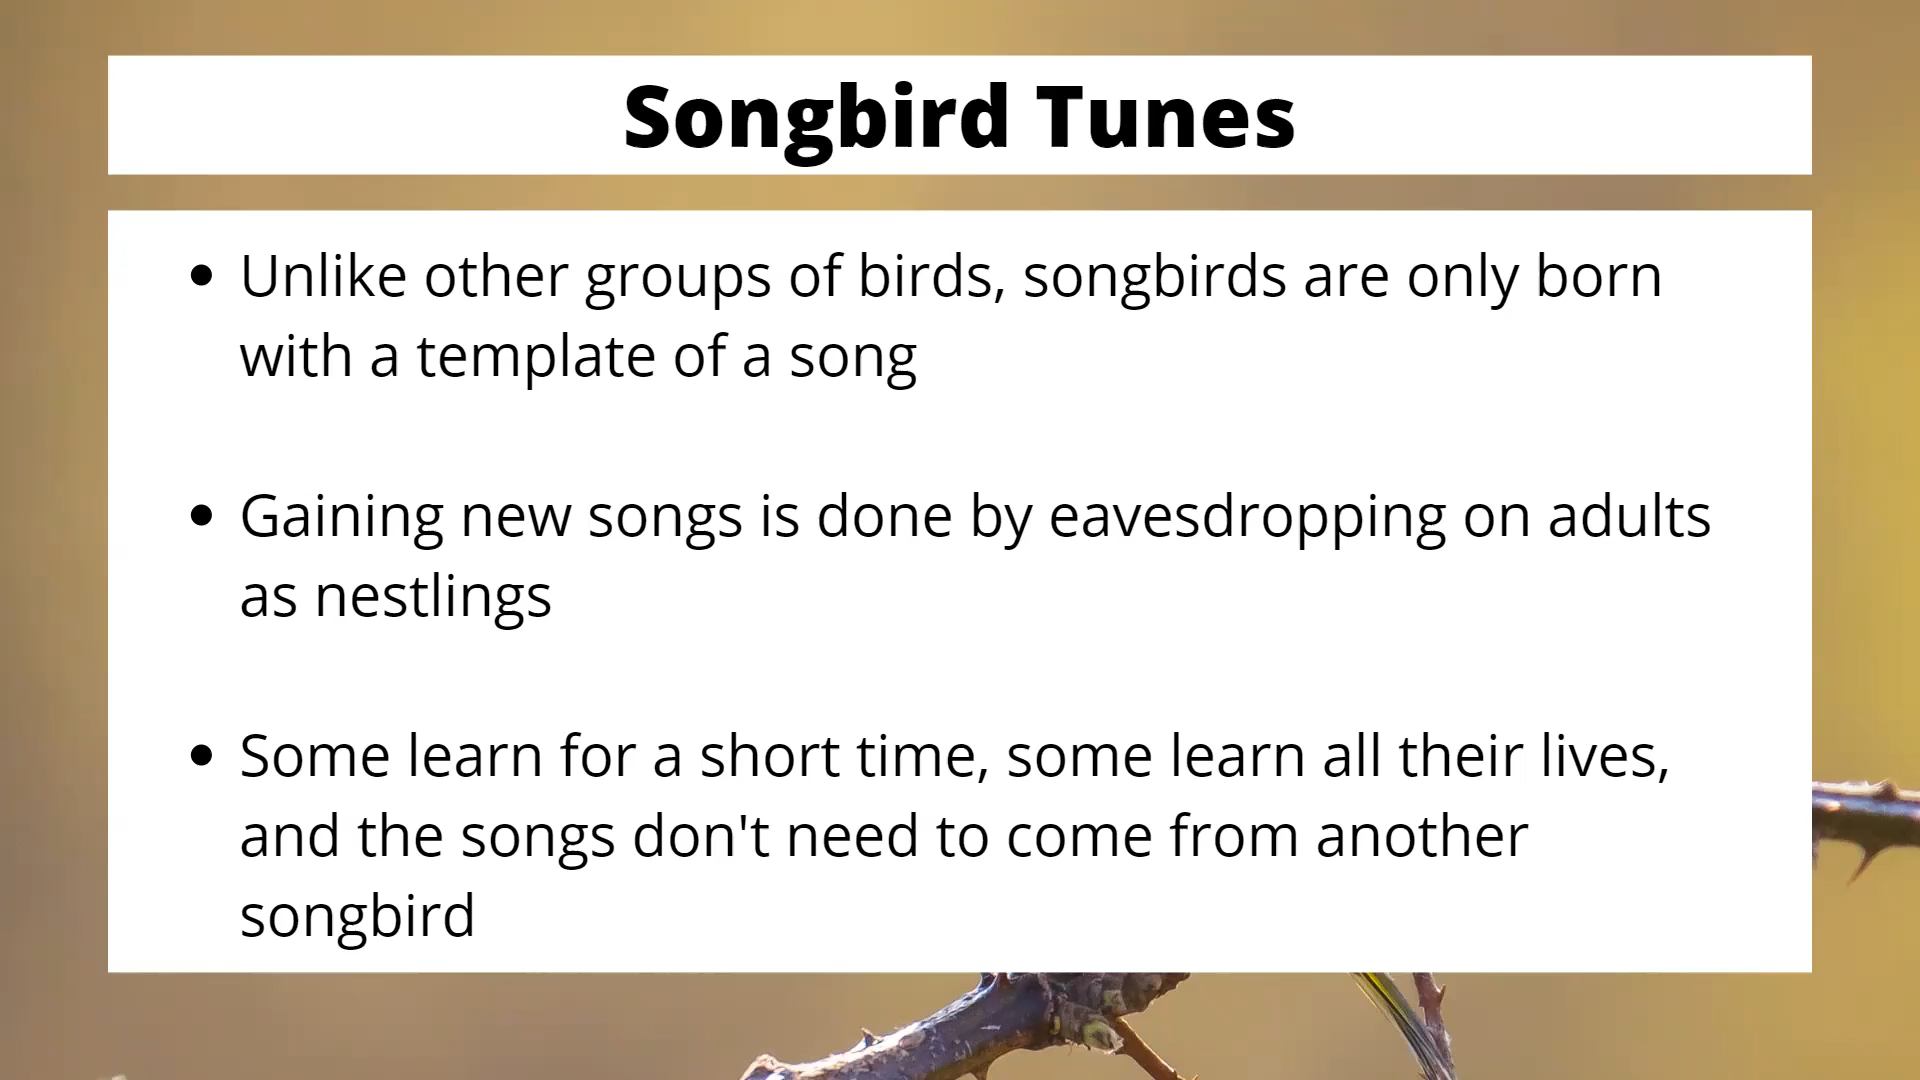 Songbird Tunes
• Unlike other groups of birds, songbirds are only born
with a template of a song
• Gaining new songs is done by eavesdropping on adults
as nestlings
• Some learn for a short time, some learn all their lives,
and the songs don't need to come from another
songbird